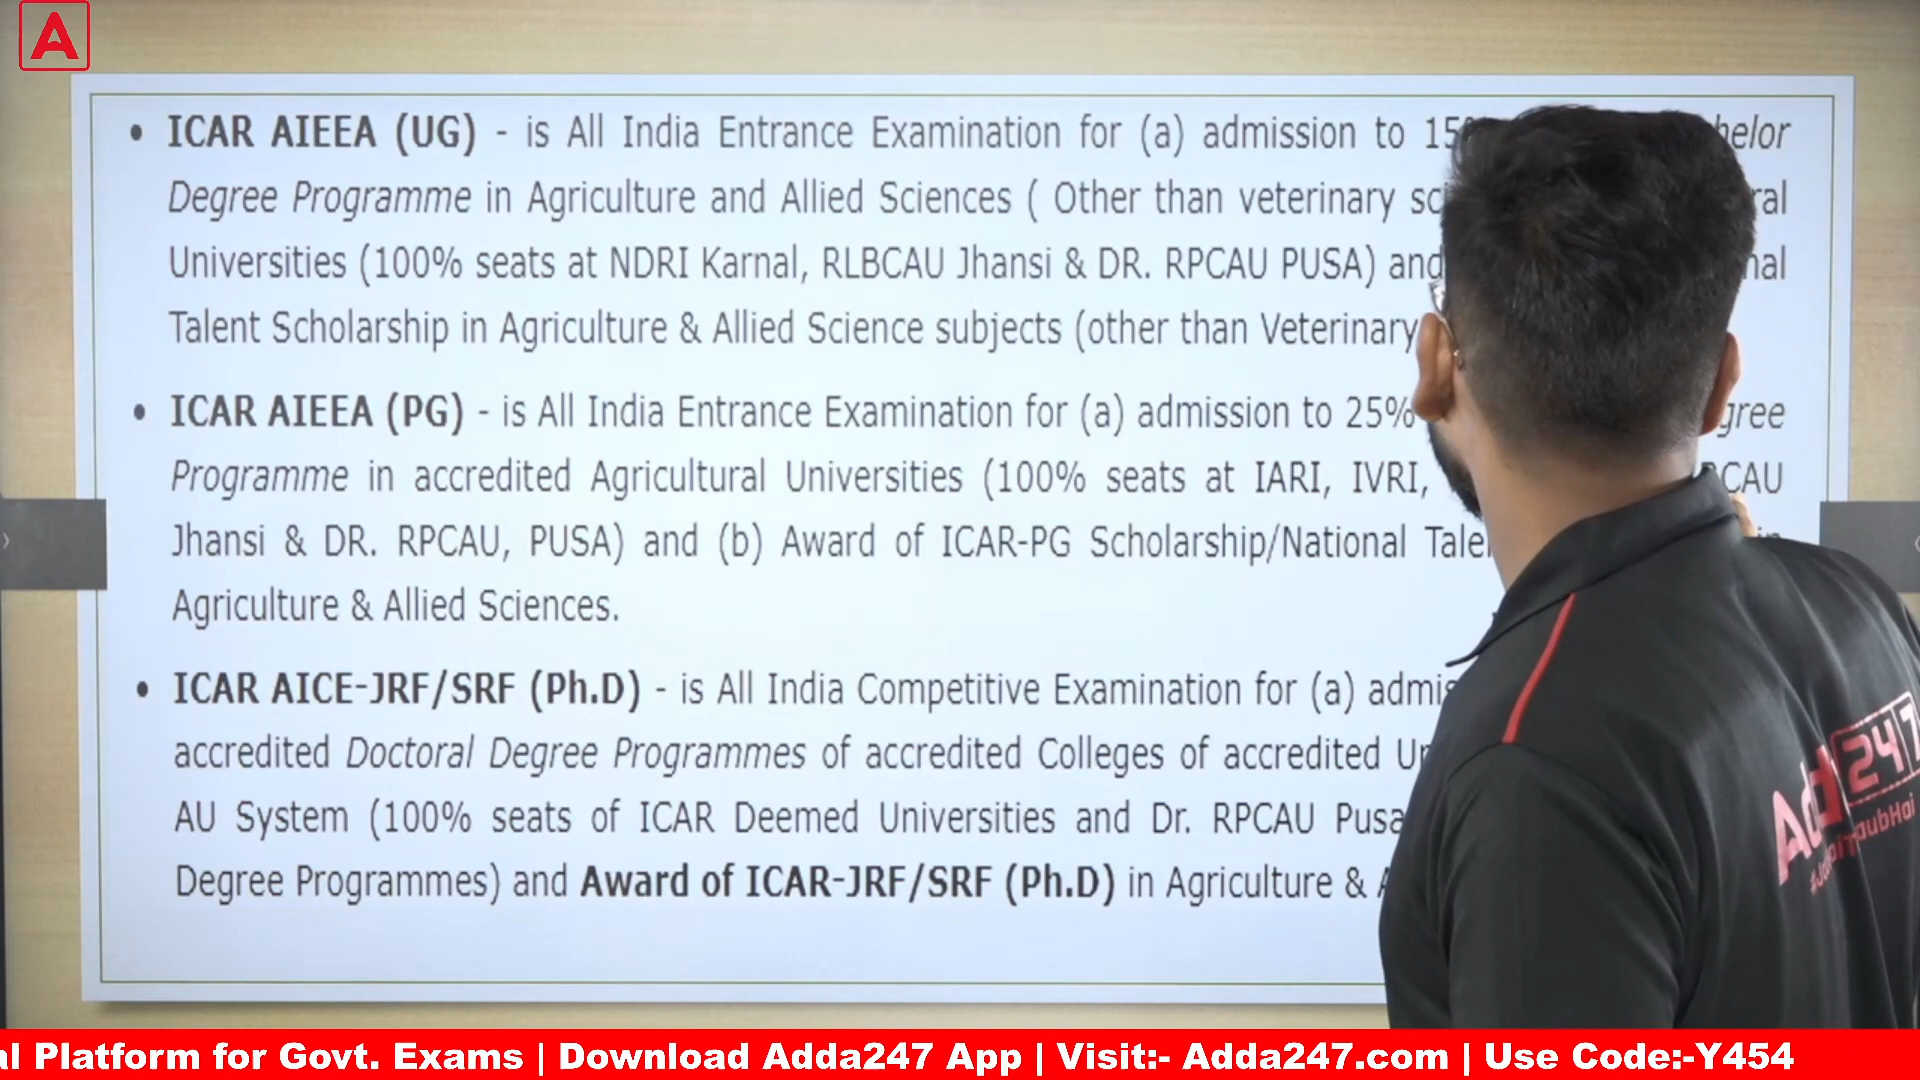 A
• ICAR AIEEA (UG) - is All India Entrance Examination for (a) admission to
Degree Programme in Agriculture and Allied Sciences ( Other than veterinary
Universities (100% seats at NDRI Karnal, RLBCAU Jhansi & DR. RPCAU PUSA) and
Talent Scholarship in Agriculture & Allied Science subjects (other than Veterinary
• ICAR AIEEA (PG) - is All India Entrance Examination for (a) admission to 25%
Programme in accredited Agricultural Universities (100% seats at IARI, IVRI,
Jhansi & DR. RPCAU, PUSA) and (b) Award of ICAR-PG Scholarship/National
Agriculture & Allied Sciences.
• ICAR AICE-JRF/SRF (Ph.D) - is All India Competitive Examination for (a)
accredited Doctoral Degree Programmes of accredited Colleges of accredited
AU System (100% seats of ICAR Deemed Universities and Dr. RPCAU Pusa
Degree Programmes) and Award of ICAR-JRF/SRF (Ph.D) in Agriculture &
Adda 247
al Platform for Govt. Exams | Download Adda247 App | Visit:- Adda247.com | Use Code:-Y454